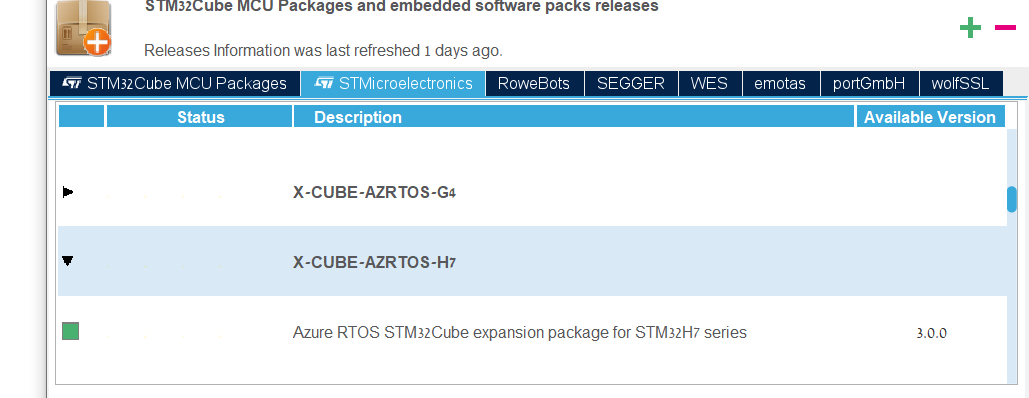 STM32Cube MCU Packages and embedded software packs releases
Releases Information was last refreshed 1 days ago.
STM32Cube MCU Packages STMicroelectronics RoweBots SEGGER WES emotas portGmbH wolfSSL
Status Description Available Version
X-CUBE-AZRTOS-G4
X-CUBE-AZRTOS-H7
Azure RTOS STM32Cube expansion package for STM32H7 series 3.0.0